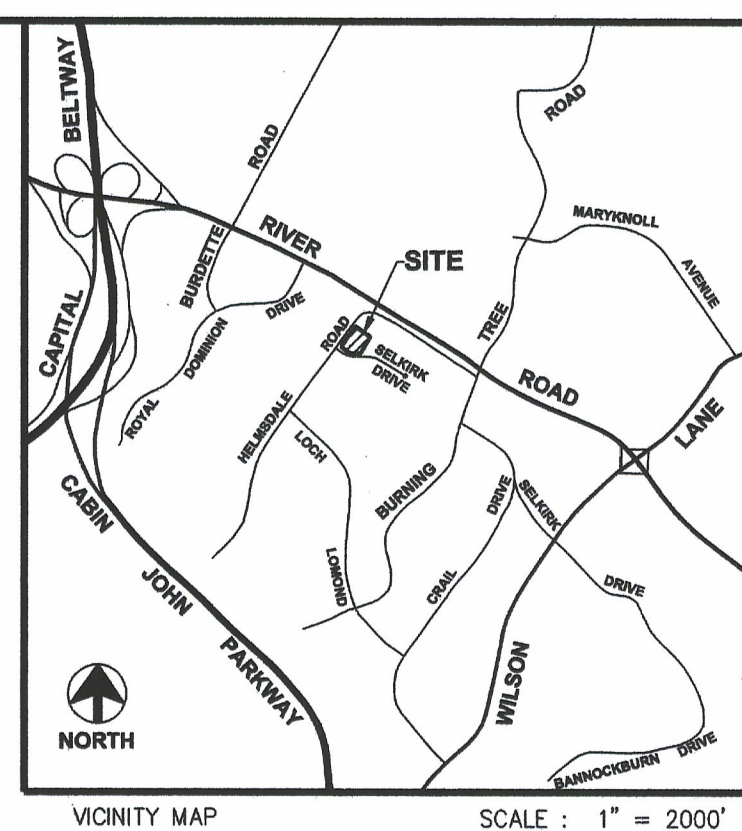 BELTWAY
ROAD
ROAD
MARYKNOLL
AVENUE
RIVER
SITE
BURDETTE
CAPITAL
DRIVE
ROAD
SELKIRK
DRIVE
TREE
ROAD
DOMINION
ROYAL
LANE
HELMSDALE
LOCH
CABIN
BURNING
DRIVE
SELKIRK
JOHN
LOMOND
CRAIL
DRIVE
PARKWAY
WILSON
NORTH
BANNOCKBURN DRIVE
VICINITY MAP
SCALE : 1" = 2000'